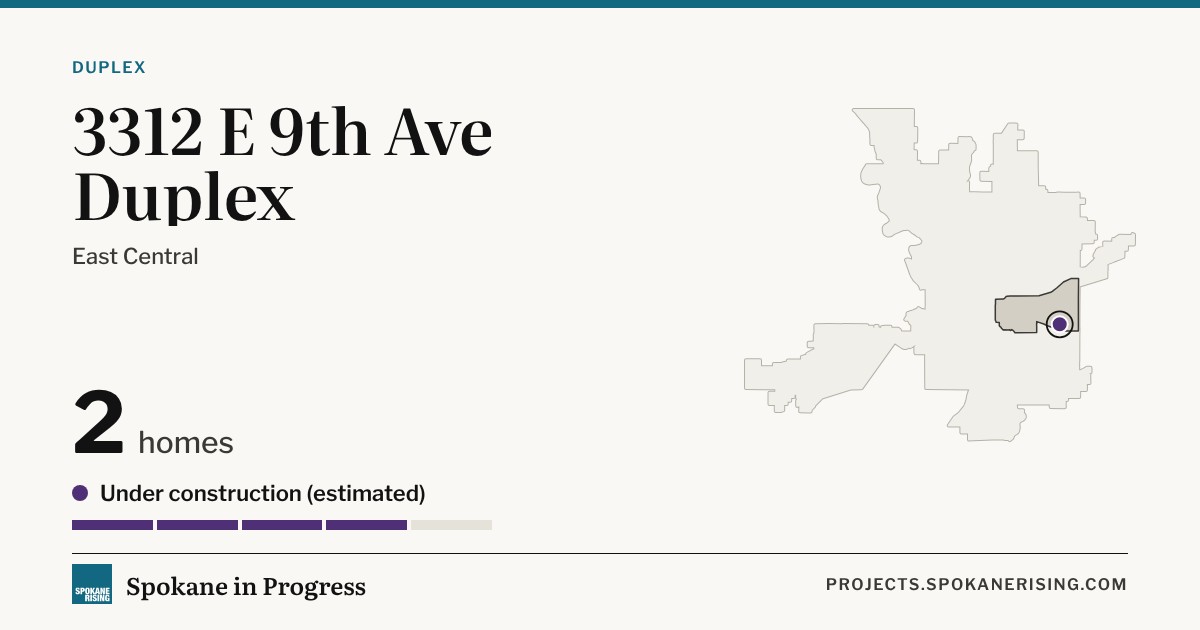 DUPLEX
3312 E 9th Ave
Duplex
East Central
2 homes
Under construction (estimated)
SPOKANE
RISING
Spokane in Progress
PROJECTS.SPOKANERISING.COM